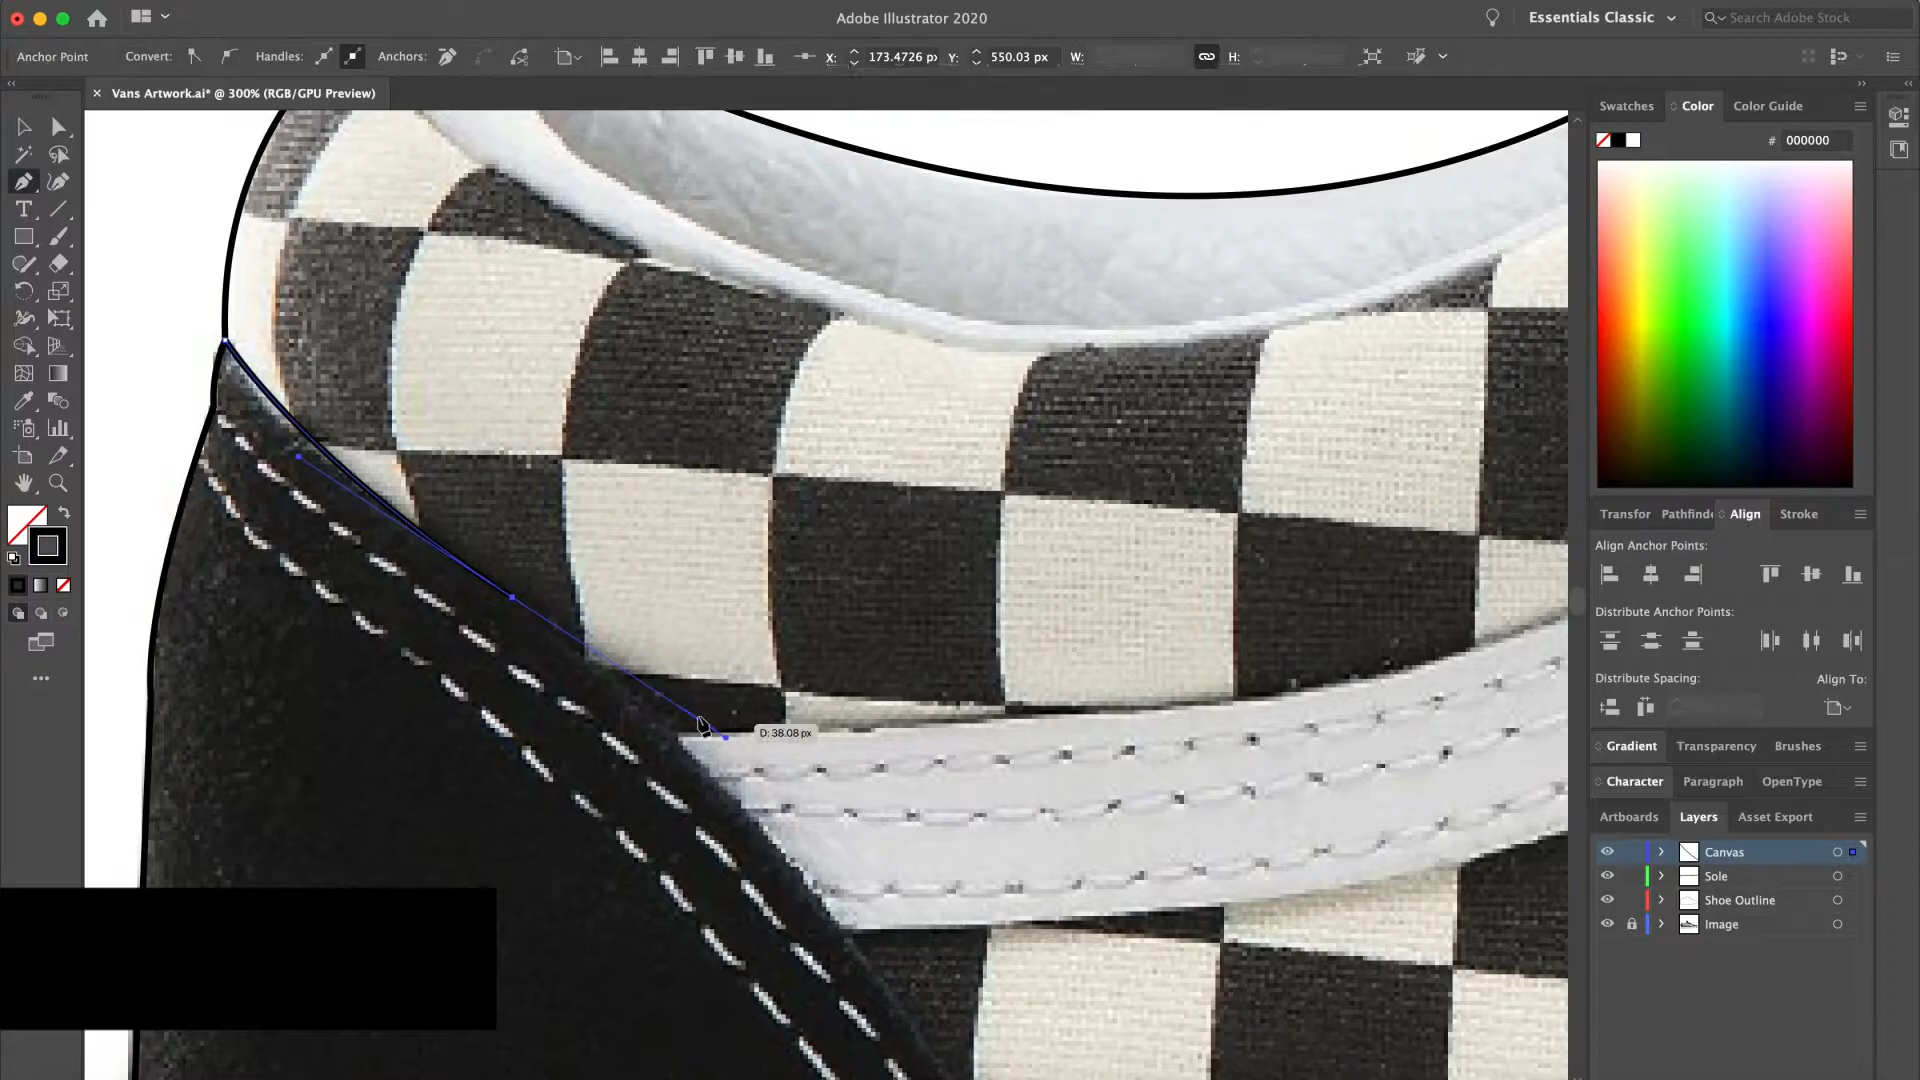 Adobe Illustrator 2020
Essentials Classic
Search Adobe Stock
Anchor Point
Convert:
Handles:
Anchors:
X:
173.4726 p
Y:
550.03 px
W:
H:
× Vans Artwork.ai* @ 300% (RGB/GPU Preview)
Swatches
Color
Color Guide
# 000000
Transfor
Pathfinde
Align
Stroke
Align Anchor Points:
Distribute Anchor Points:
Distribute Spacing:
Align To:
D: 38.08 px
Gradient
Transparency
Brushes
Character
Paragraph
OpenType
Artboards
Layers
Asset Export
Canvas
Sole
Shoe Outline
Image